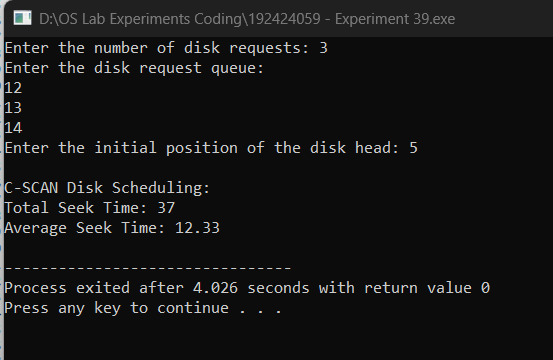 D:\OS Lab Experiments Coding\192424059 - Experiment 39.exe
Enter the number of disk requests: 3
Enter the disk request queue:
12
13
14
Enter the initial position of the disk head: 5
C-SCAN Disk Scheduling:
Total Seek Time: 37
Average Seek Time: 12.33
--------------------------------
Process exited after 4.026 seconds with return value 0
Press any key to continue . . .